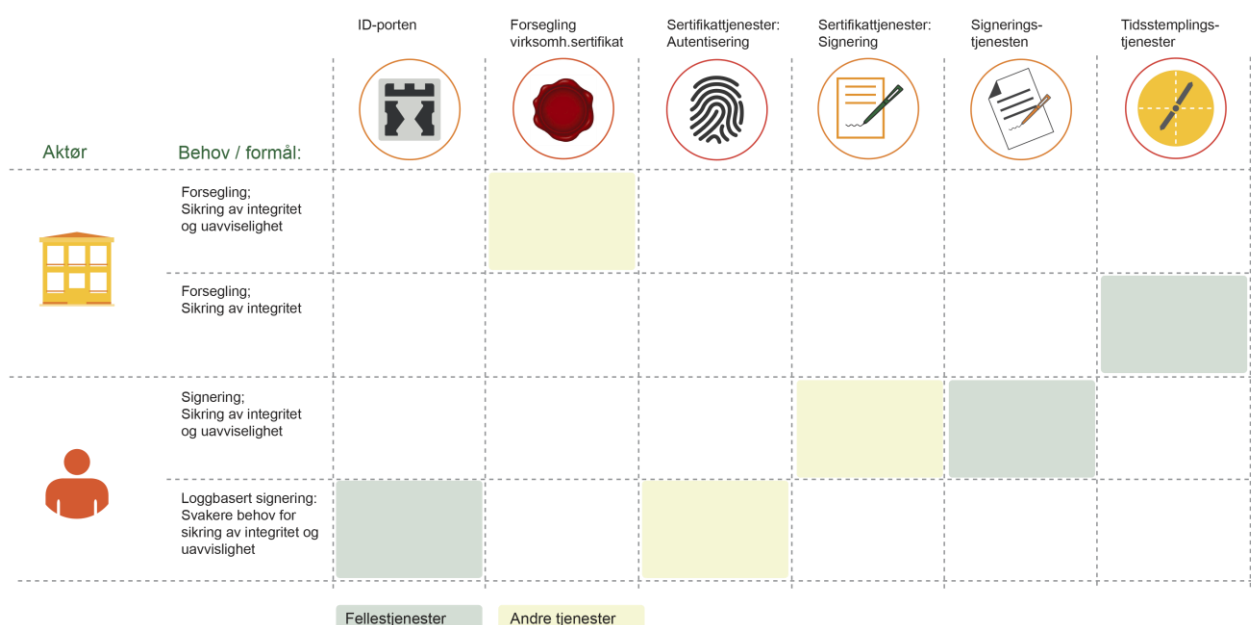 ID-porten
Forsegling
virksomh.sertifikat
Sertifikattjenester:
Autentisering
Sertifikattjenester:
Signering
Signerings-
tjenesten
Tidsstemplings-
tjenester
Aktør
Behov / formål:
Forsegling;
Sikring av integritet
og uavviselighet
Forsegling;
Sikring av integritet
Signering;
Sikring av integritet
og uavviselighet
Loggbasert signering:
Svakere behov for
sikring av integritet og
uavvislighet
Fellestjenester
Andre tjenester